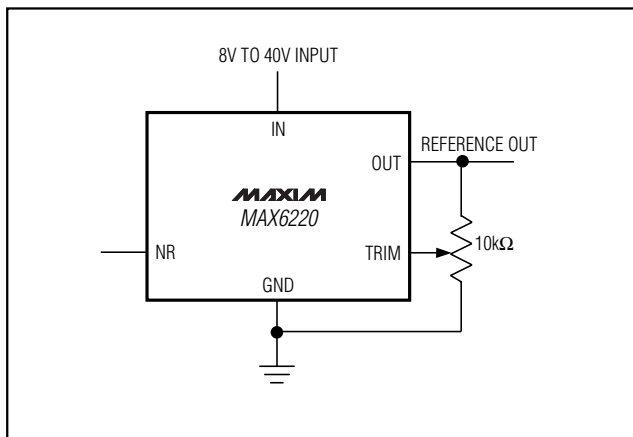 8V TO 40V INPUT
IN
REFERENCE OUT
OUT
MAXIM
MAX6220
NR
TRIM
10kΩ
GND